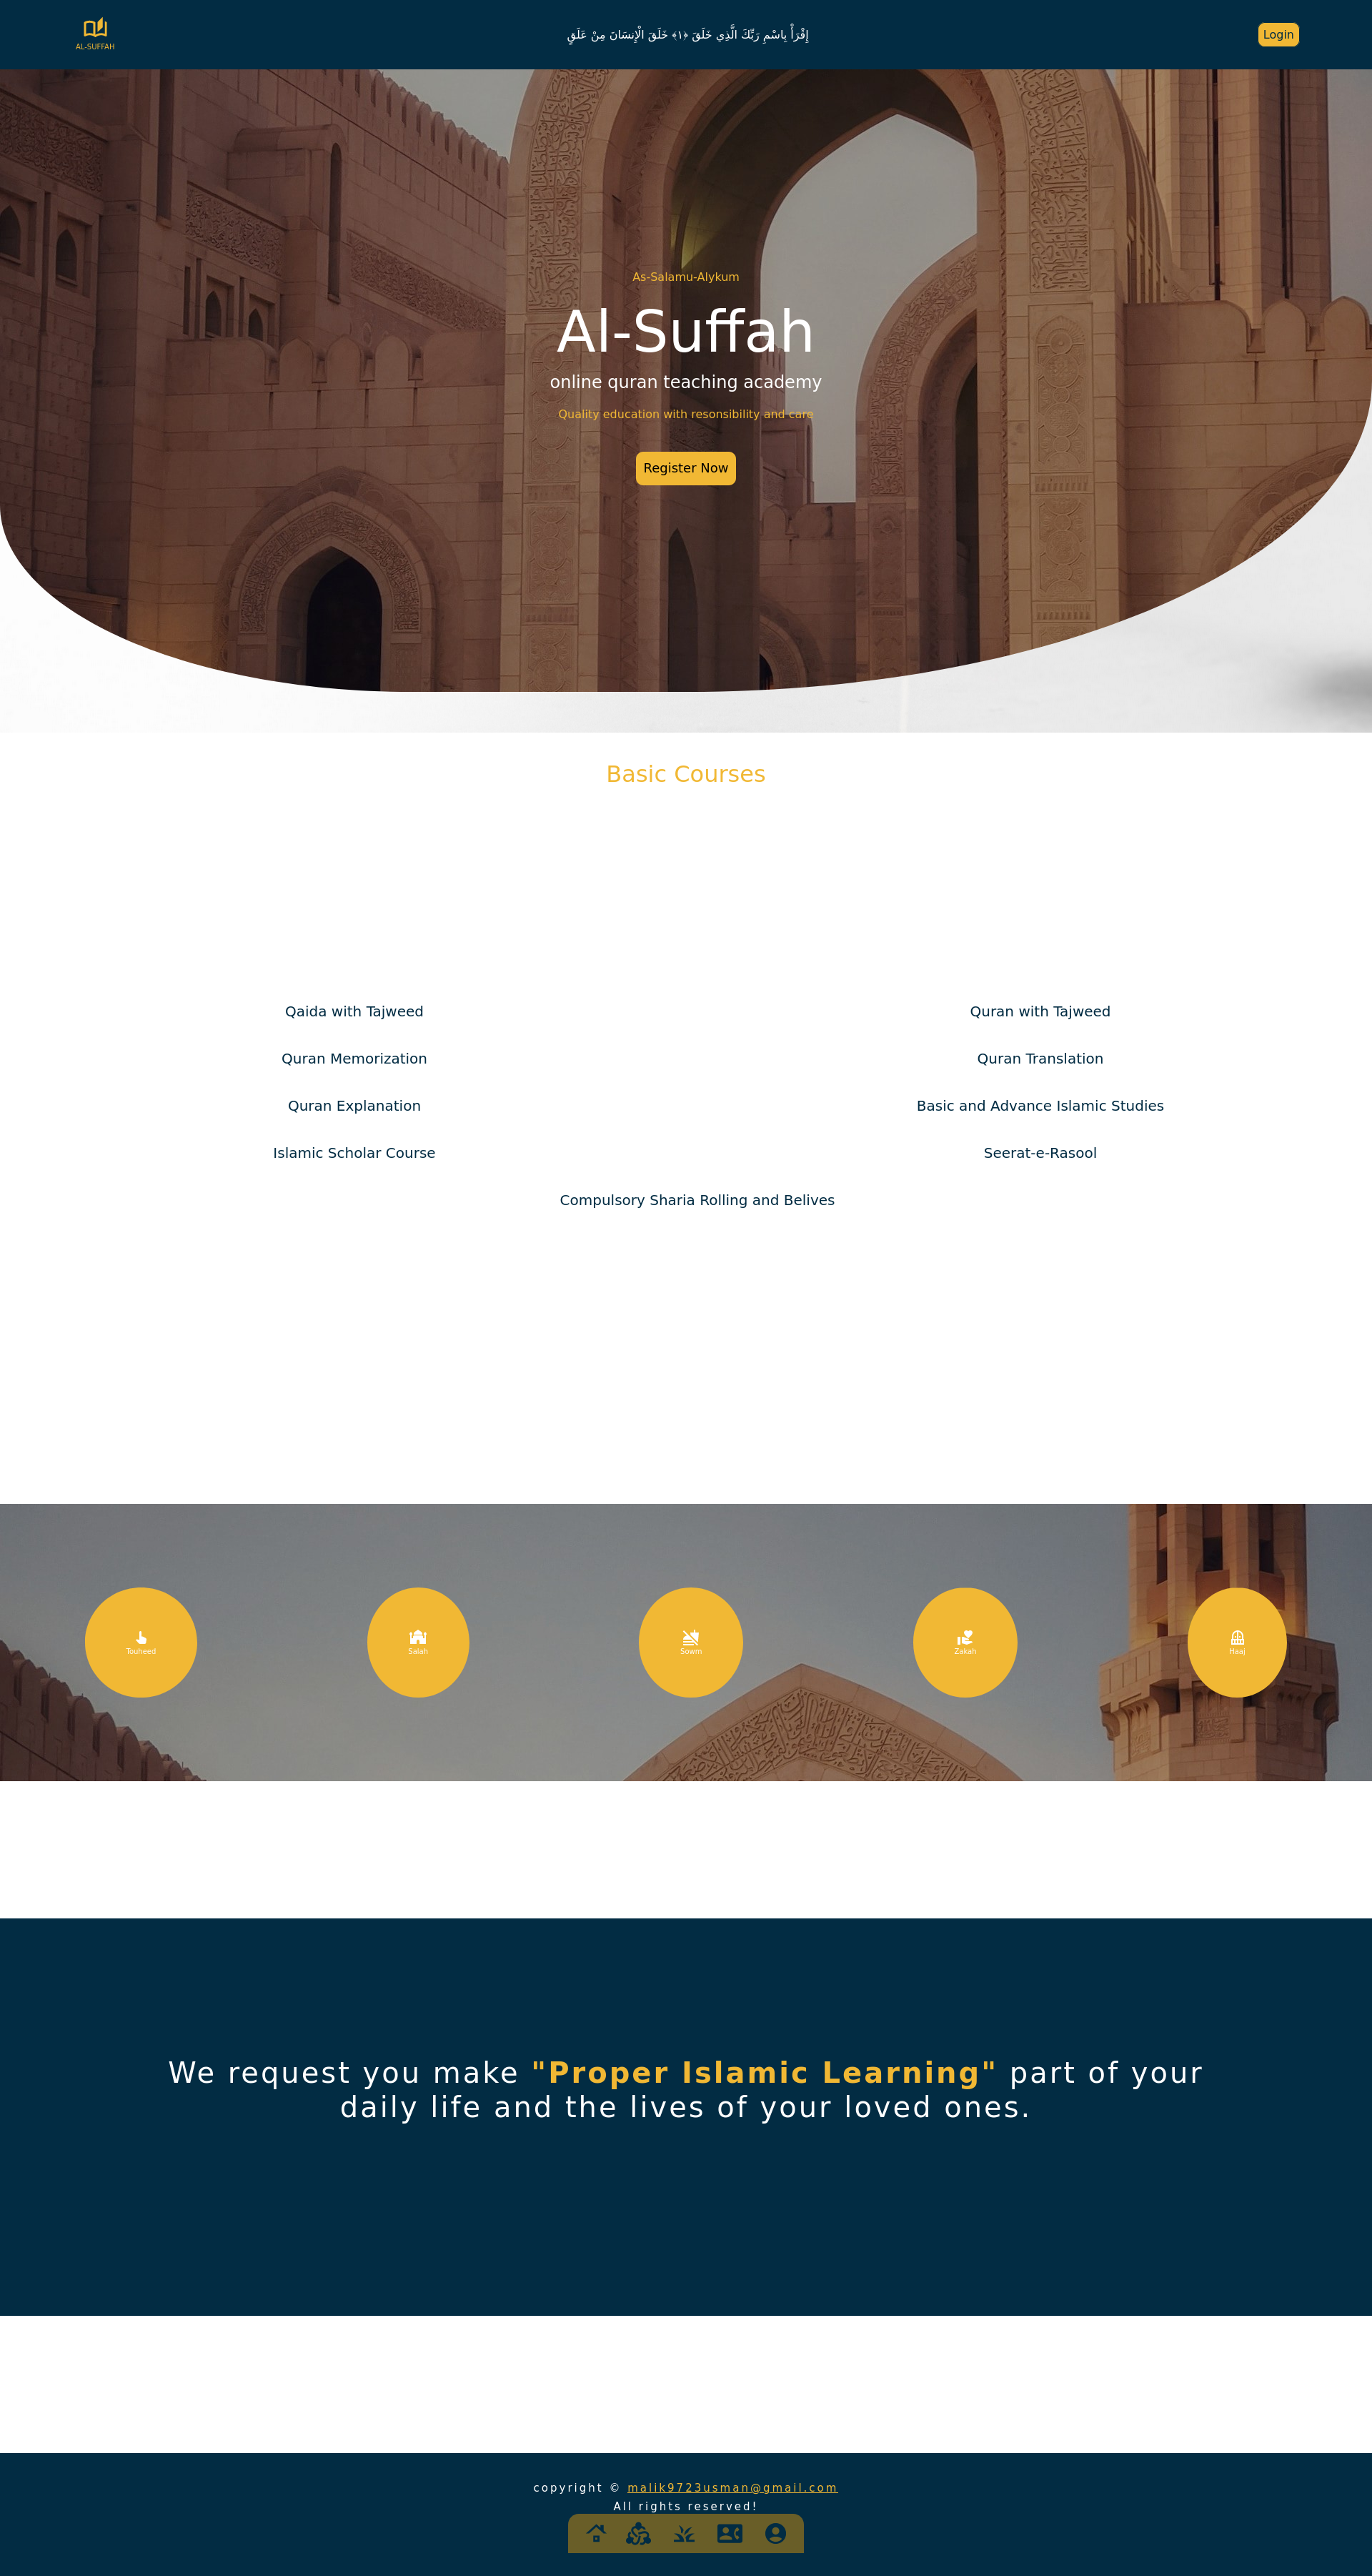 AL-SUFFAH
إِقْرَأْ بِاسْمِ رَبِّكَ الَّذِي خَلَقَ ﴿١﴾ خَلَقَ الْإِنسَانَ مِنْ عَلَقٍ
Login
As-Salamu-Alykum
Al-Suffah
online quran teaching academy
Quality education with resonsibility and care
Register Now
Basic Courses
Qaida with Tajweed
Quran with Tajweed
Quran Memorization
Quran Translation
Quran Explanation
Basic and Advance Islamic Studies
Islamic Scholar Course
Seerat-e-Rasool
Compulsory Sharia Rolling and Belives
Touheed
Salah
Sowm
Zakah
Haaj
We request you make "Proper Islamic Learning" part of your
daily life and the lives of your loved ones.
copyright © malik9723usman@gmail.com
All rights reserved!